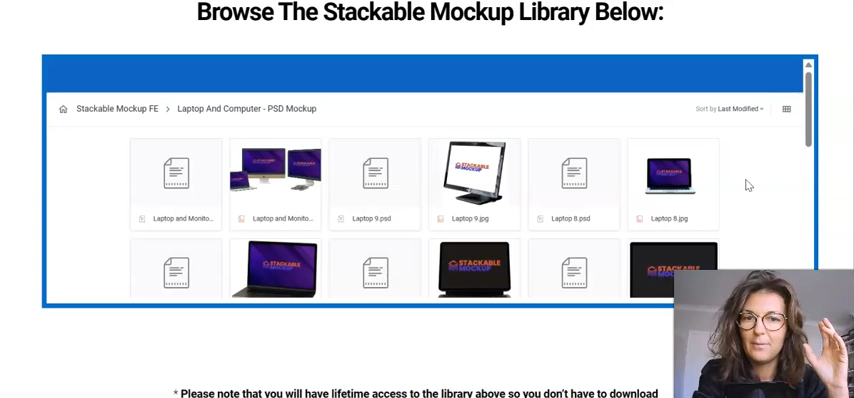 Browse The Stackable Mockup Library Below:
Stackable Mockup FE > Laptop And Computer - PSD Mockup
Sort by Last Modified
STACKABLE MOCKUP
STACKABLE MOCKUP
STACKABLE MOCKUP
Laptop and Monito...
Laptop and Monito...
Laptop 9.psd
Laptop 9.jpg
Laptop 8.psd
Laptop 8.jpg
STACKABLE MOCKUP
STACKABLE MOCKUP
STACKABLE
* Please note that you will have lifetime access to the library above so you don't have to download